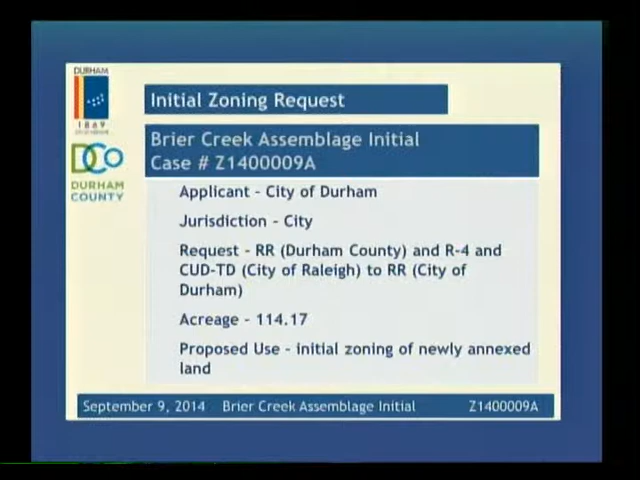 DURHAM
1869
Initial Zoning Request
DCo
DURHAM
COUNTY
Brier Creek Assemblage Initial
Case # Z1400009A
Applicant - City of Durham
Jurisdiction - City
Request - RR (Durham County) and R-4 and
CUD-TD (City of Raleigh) to RR (City of
Durham)
Acreage - 114.17
Proposed Use - initial zoning of newly annexed
land
September 9, 2014 Brier Creek Assemblage Initial Z1400009A